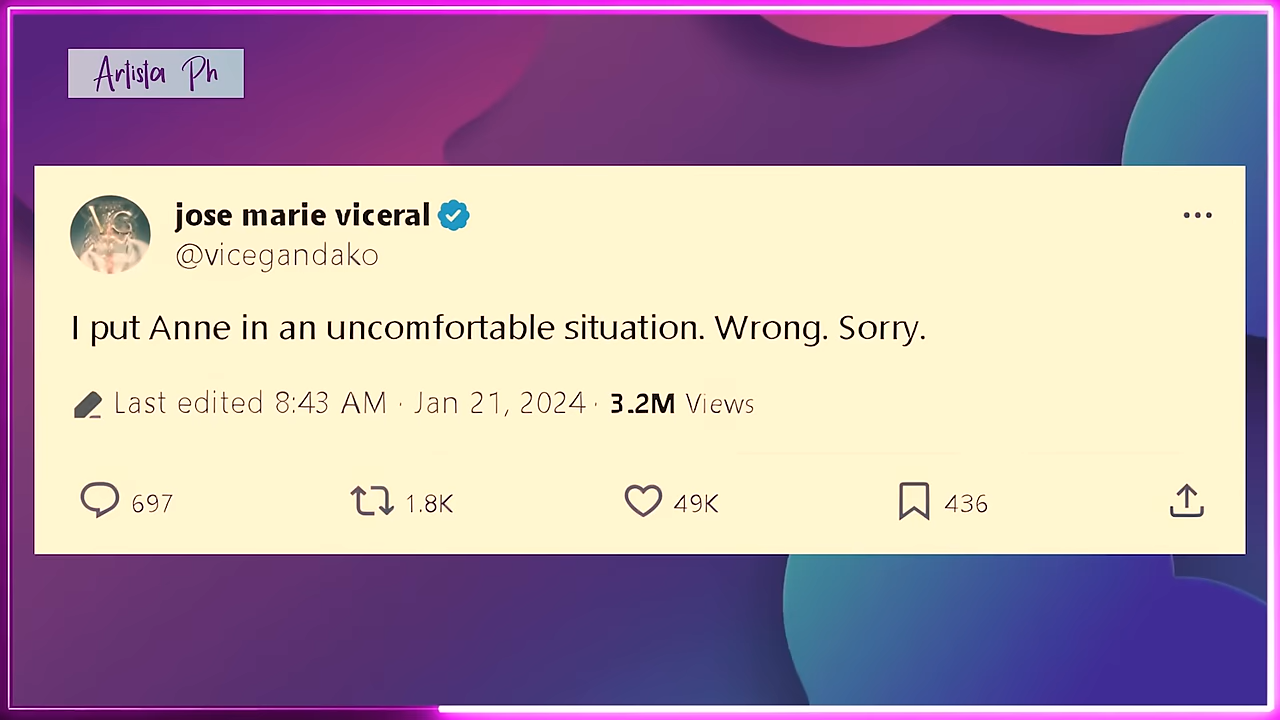 Artista Ph
VG
jose marie viceral
@vicegandako
I put Anne in an uncomfortable situation. Wrong. Sorry.
Last edited 8:43 AM · Jan 21, 2024 · 3.2M Views
697 1.8K 49K 436